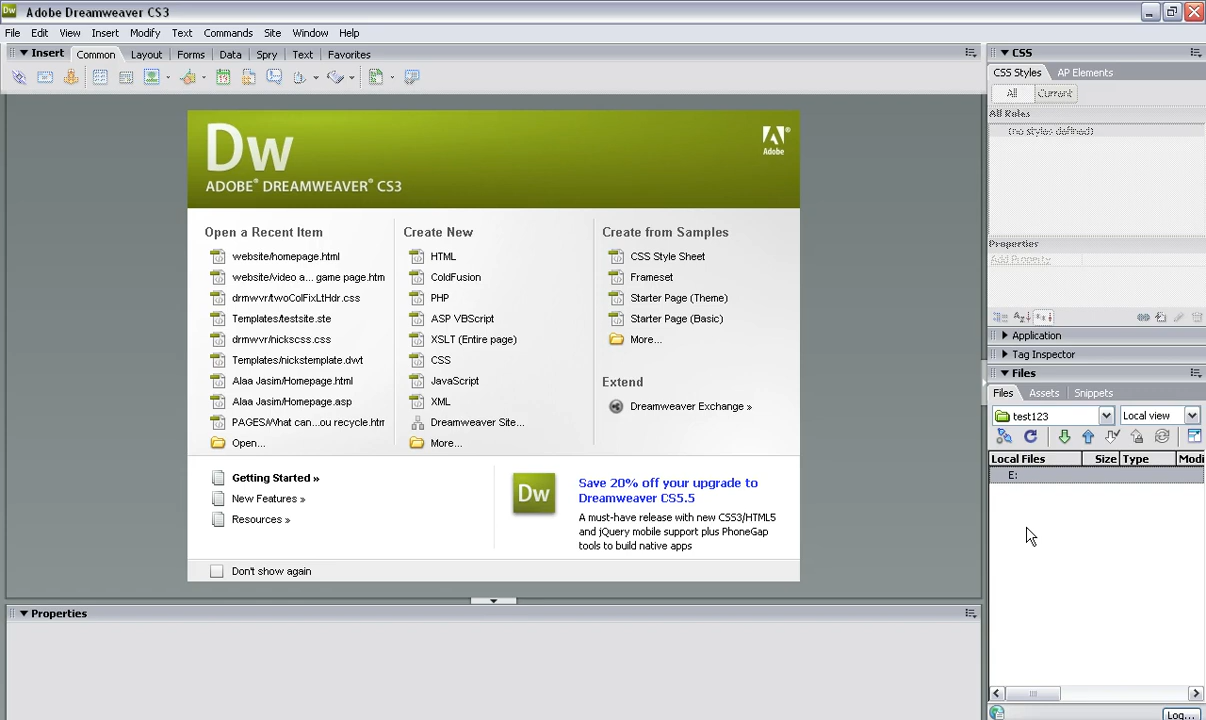 Adobe Dreamweaver CS3
File Edit View Insert Modify Text Commands Site Window Help
Insert Common Layout Forms Data Spry Text Favorites
Dw
ADOBE® DREAMWEAVER® CS3
Adobe
Open a Recent Item
website/homepage.html
website/video a... game page.htm
drmwvr/twoColFixLtHdr.css
Templates/testsite.ste
drmwvr/nickscss.css
Templates/nickstemplate.dwt
Alaa Jasim/Homepage.html
Alaa Jasim/Homepage.asp
PAGES/What can...ou recycle.htm
Open...
Create New
HTML
ColdFusion
PHP
ASP VBScript
XSLT (Entire page)
CSS
JavaScript
XML
Dreamweaver Site...
More...
Create from Samples
CSS Style Sheet
Frameset
Starter Page (Theme)
Starter Page (Basic)
More...
Extend
Dreamweaver Exchange »
Getting Started »
New Features »
Resources »
Dw
Save 20% off your upgrade to
Dreamweaver CS5.5
A must-have release with new CSS3/HTML5
and jQuery mobile support plus PhoneGap
tools to build native apps
Don't show again
Properties
CSS
CSS Styles AP Elements
All Current
All Rules
(no styles defined)
Properties
Add Property
Application
Tag Inspector
Files
Files Assets Snippets
test123 Local view
Local Files Size Type Modi
E:
Log...